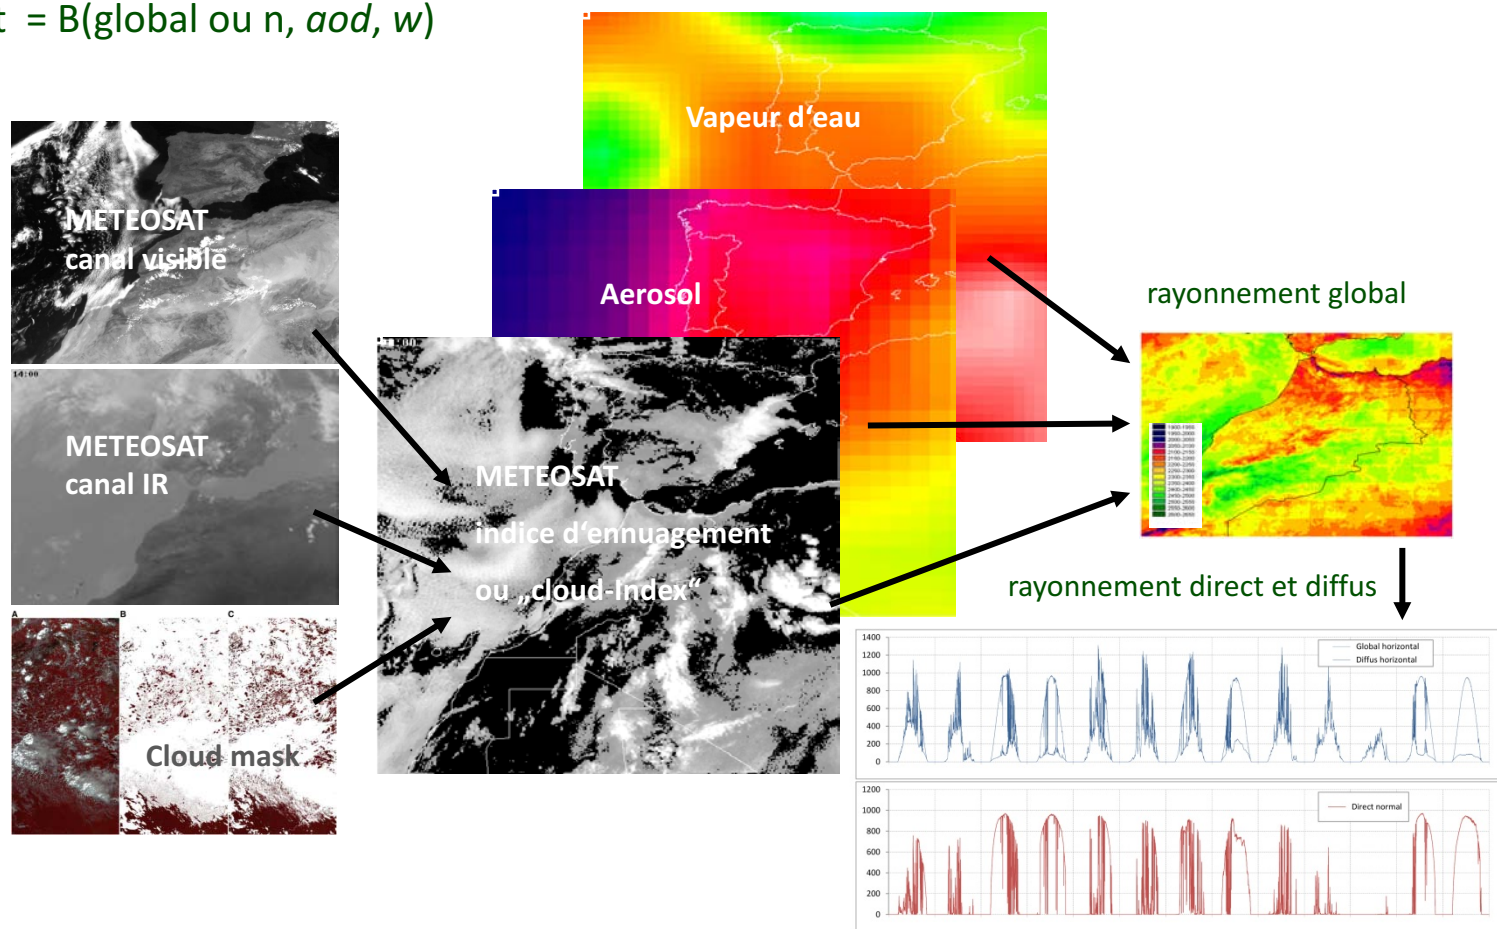 t = B(global ou n, aod, w)
Vapeur d‘eau
METEOSAT
canal visible
Aerosol
rayonnement global
14:00
METEOSAT
canal IR
METEOSAT
indice d‘ennuagement
ou „cloud-Index“
rayonnement direct et diffus
A B C
Cloud mask
1400
1200
1000
800
600
400
200
0
Global horizontal
Diffus horizontal
1200
1000
800
600
400
200
0
Direct normal